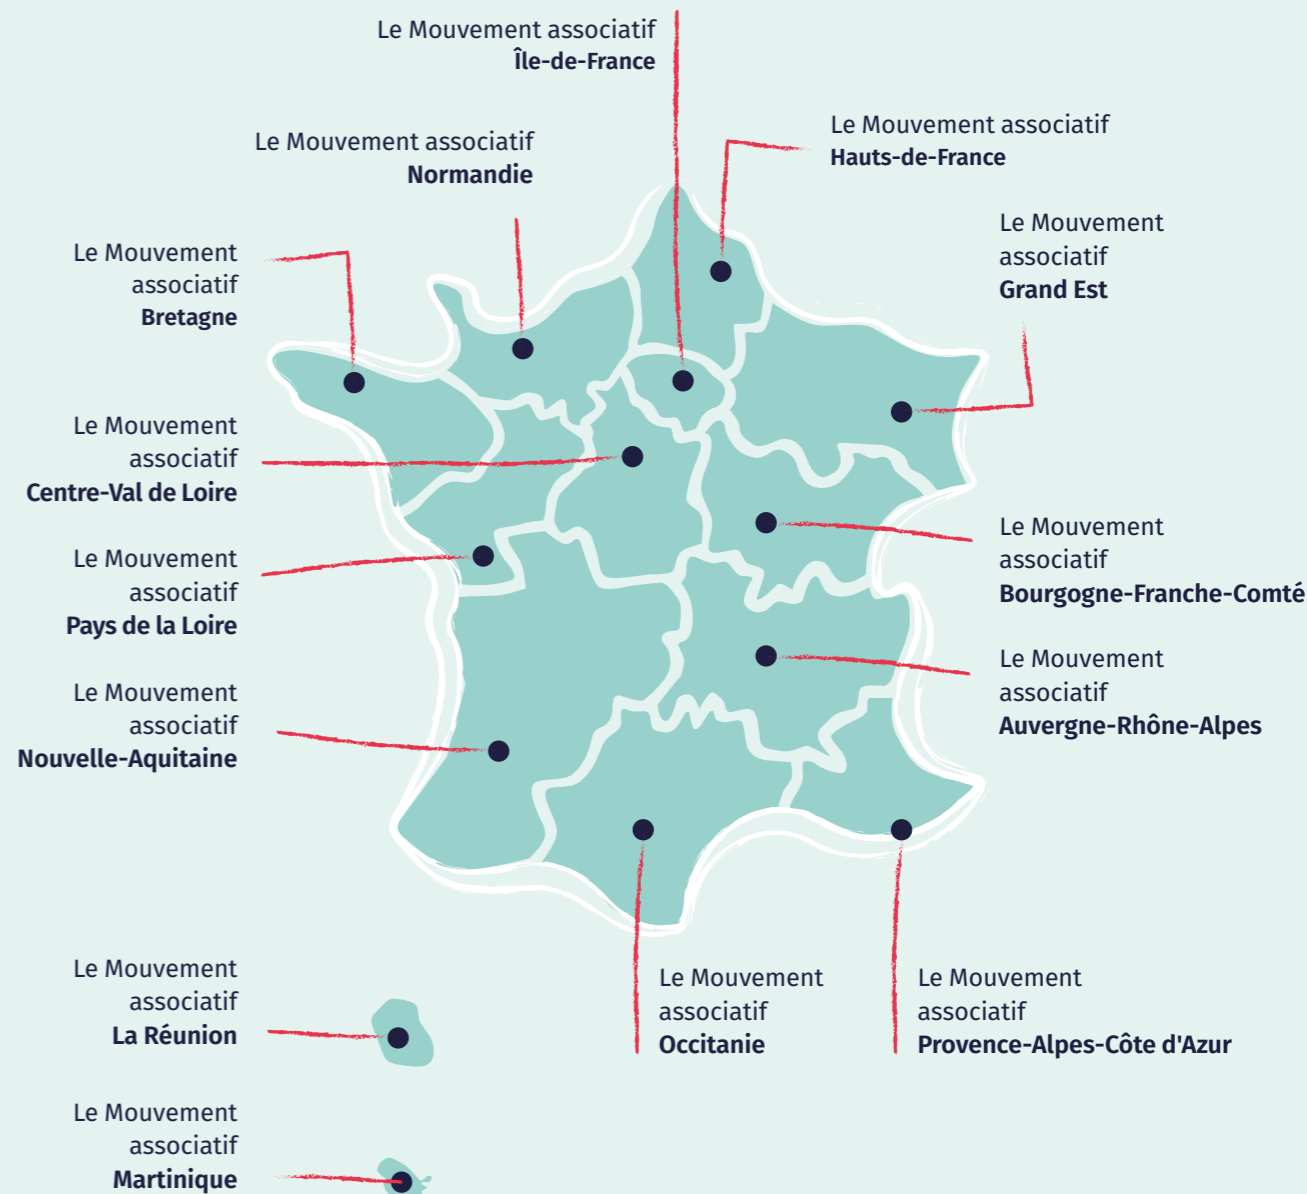 Le Mouvement associatif
Île-de-France
Le Mouvement associatif
Hauts-de-France
Le Mouvement associatif
Normandie
Le Mouvement
associatif
Grand Est
Le Mouvement
associatif
Bretagne
Le Mouvement
associatif
Centre-Val de Loire
Le Mouvement
associatif
Bourgogne-Franche-Comté
Le Mouvement
associatif
Pays de la Loire
Le Mouvement
associatif
Auvergne-Rhône-Alpes
Le Mouvement
associatif
Nouvelle-Aquitaine
Le Mouvement
associatif
La Réunion
Le Mouvement
associatif
Occitanie
Le Mouvement
associatif
Provence-Alpes-Côte d'Azur
Le Mouvement
associatif
Martinique